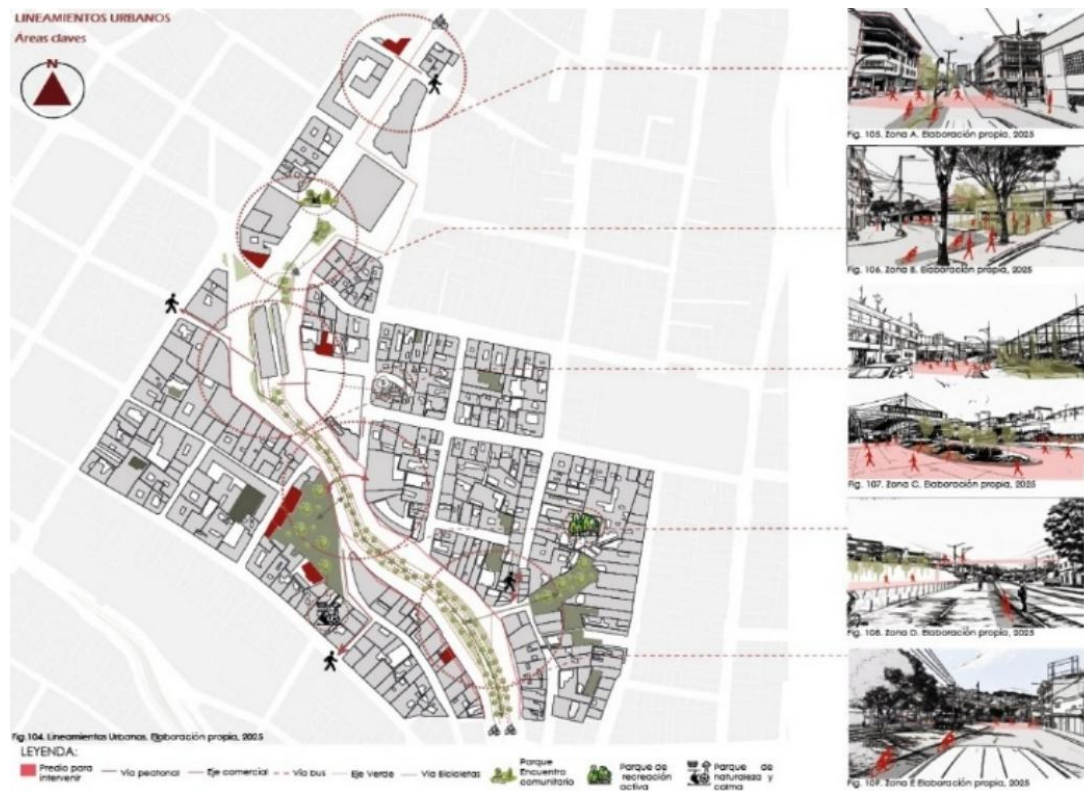 LINEAMIENTOS URBANOS
Áreas claves
N
Fig. 105. Zona A. Elaboración propia, 2025
Fig. 106. Zona B. Elaboración propia, 2025
Fig. 107. Zona C. Elaboración propia, 2025
Fig. 108. Zona D. Elaboración propia, 2025
Fig. 109. Zona E Elaboración propia, 2025
Fig. 104. Lineamientos Urbanos. Elaboración propia, 2025
LEYENDA:
Predio para intervenir
Vía peatonal
Eje comercial
Vía bus
Eje Verde
Vía Bicicletas
Parque Encuentro comunitario
Parque de recreación activa
Parque de naturaleza y calma